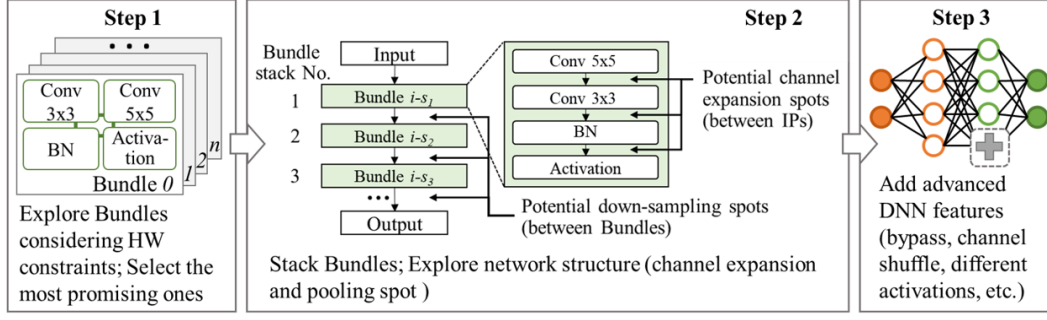 Step 1
• • •
Conv
3x3
Conv
5x5
BN
Activa-
tion
Bundle 0
1
2
n
Explore Bundles
considering HW
constraints; Select the
most promising ones
Step 2
Bundle
stack No.
Input
1
Bundle i-s1
2
Bundle i-s2
3
Bundle i-s3
•••
Output
Conv 5x5
Conv 3x3
BN
Activation
Potential channel
expansion spots
(between IPs)
Potential down-sampling spots
(between Bundles)
Stack Bundles; Explore network structure (channel expansion
and pooling spot )
Step 3
Add advanced
DNN features
(bypass, channel
shuffle, different
activations, etc.)